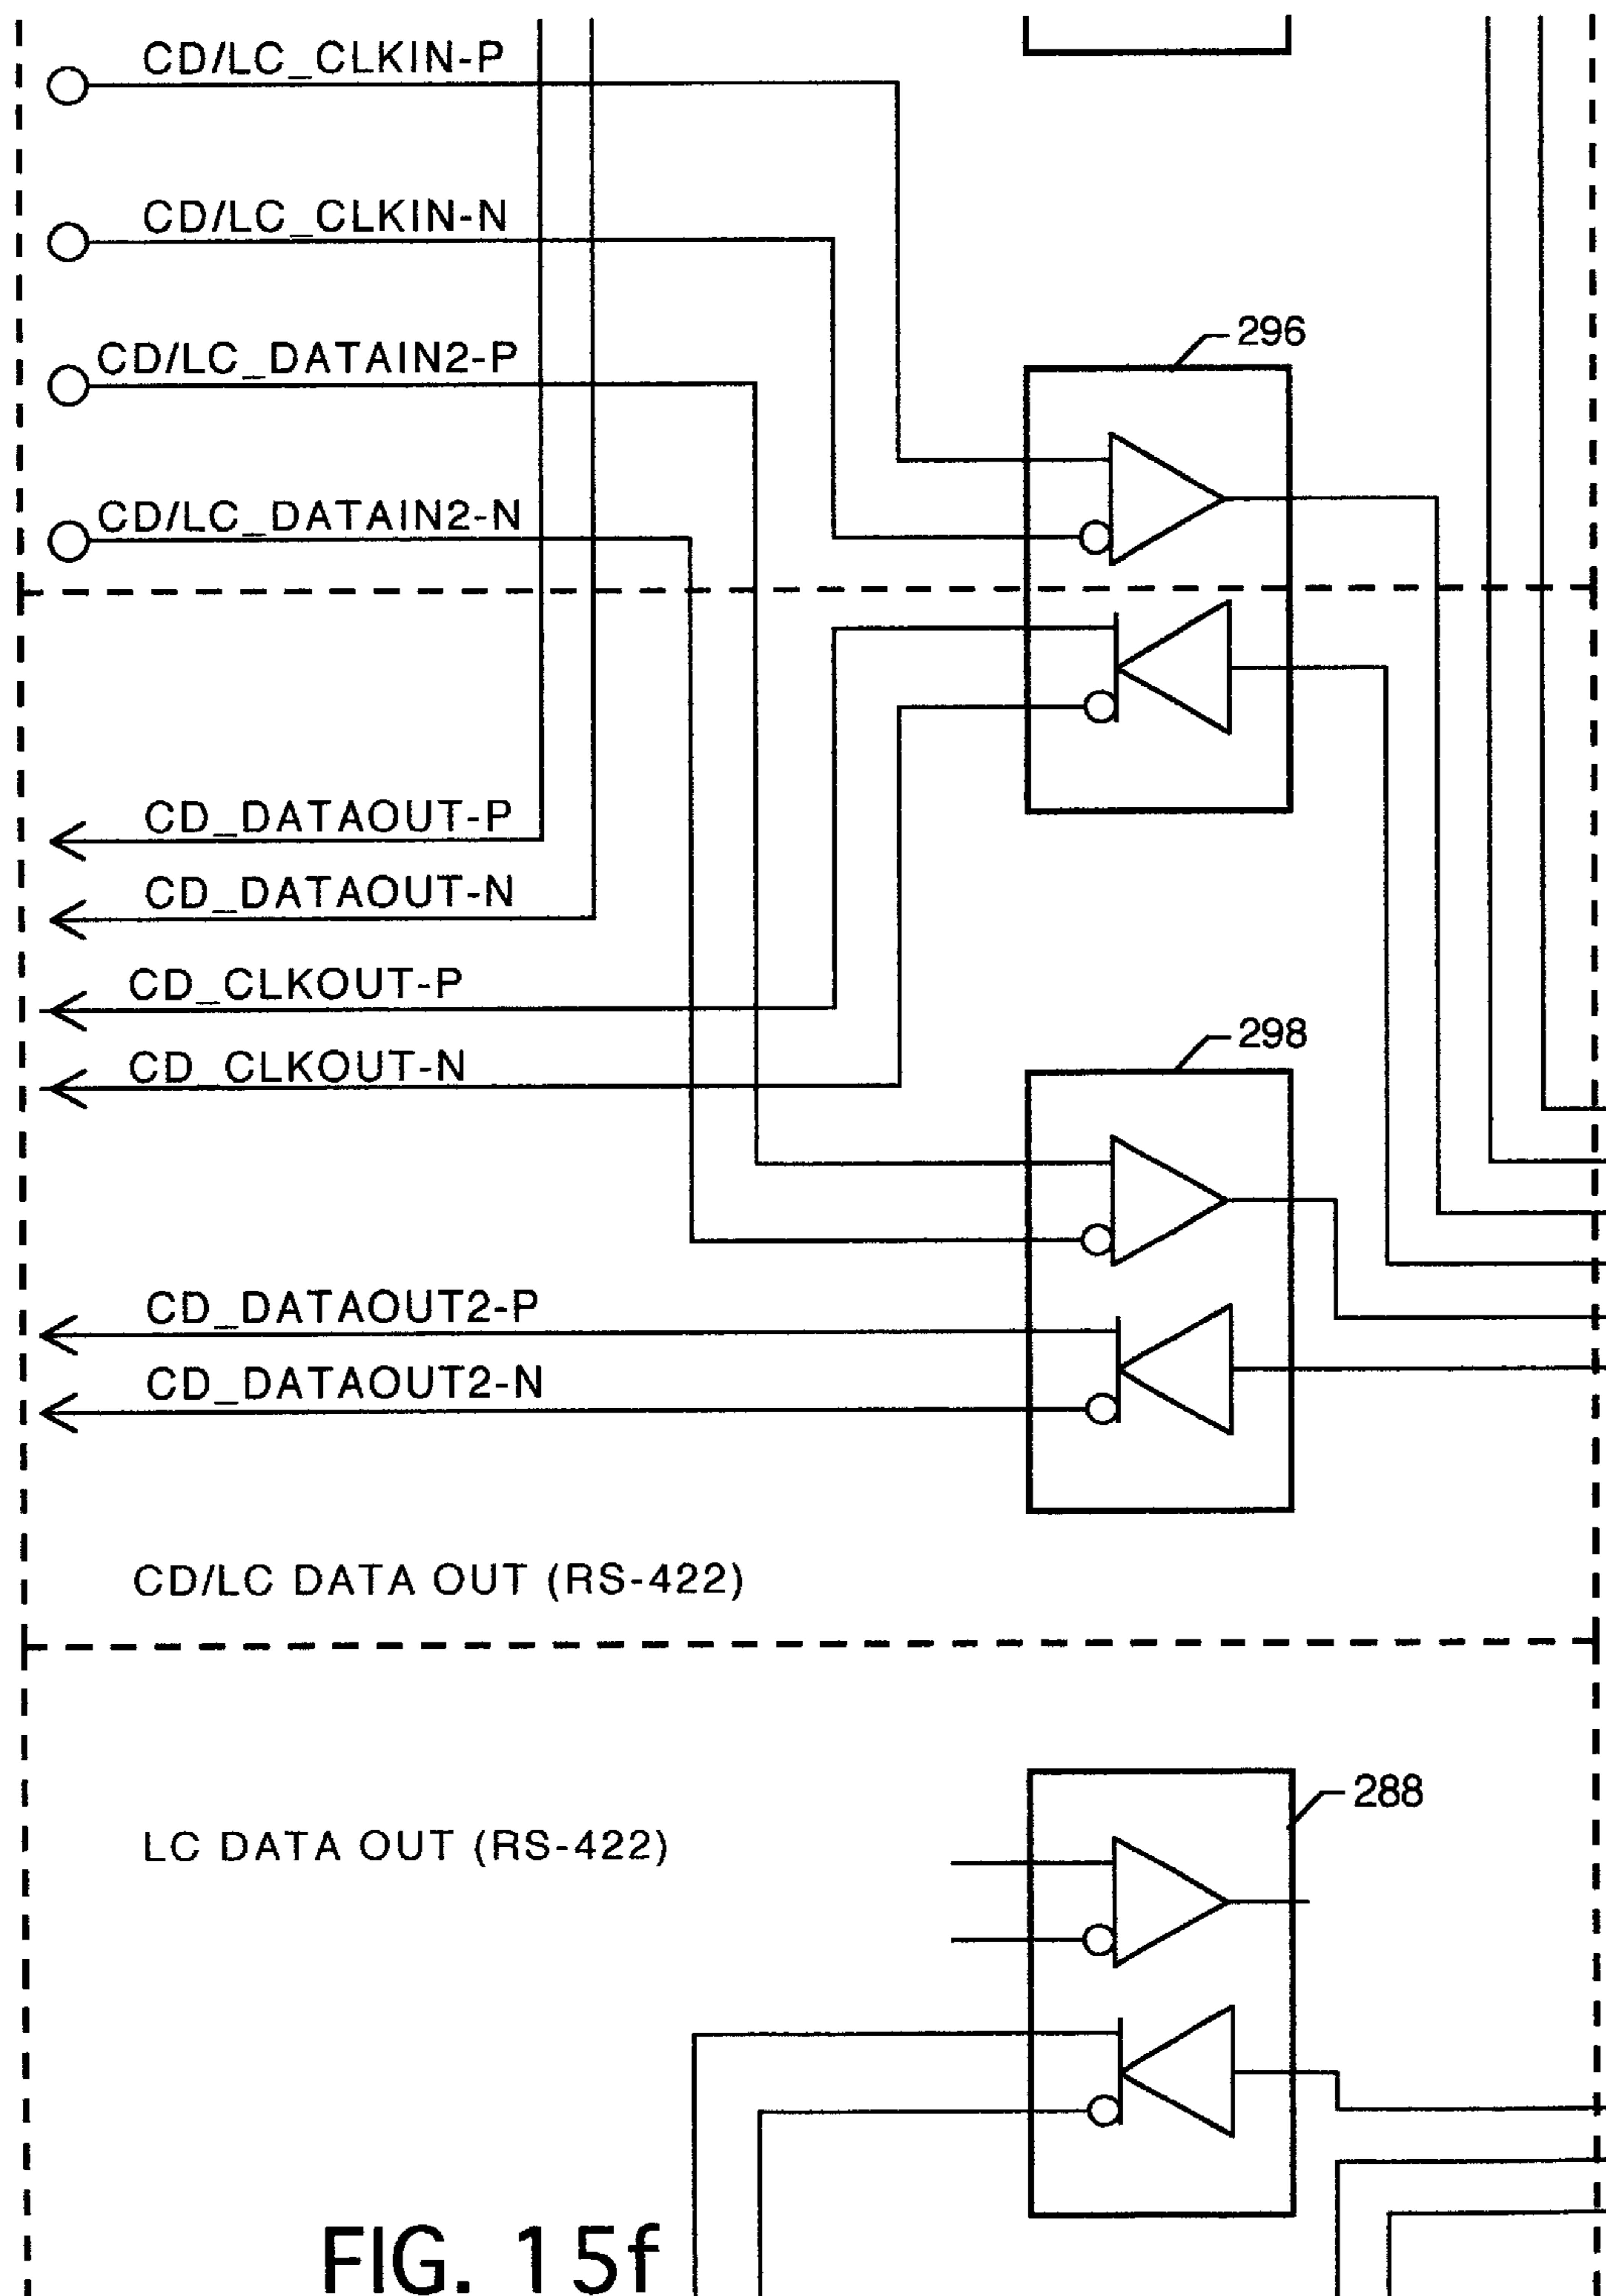 CD/LC_CLKIN-P
CD/LC_CLKIN-N
296
CD/LC_DATAIN2-P
CD/LC_DATAIN2-N
CD_DATAOUT-P
CD_DATAOUT-N
CD_CLKOUT-P
298
CD_CLKOUT-N
CD_DATAOUT2-P
CD_DATAOUT2-N
CD/LC DATA OUT (RS-422)
288
LC DATA OUT (RS-422)
FIG. 15f